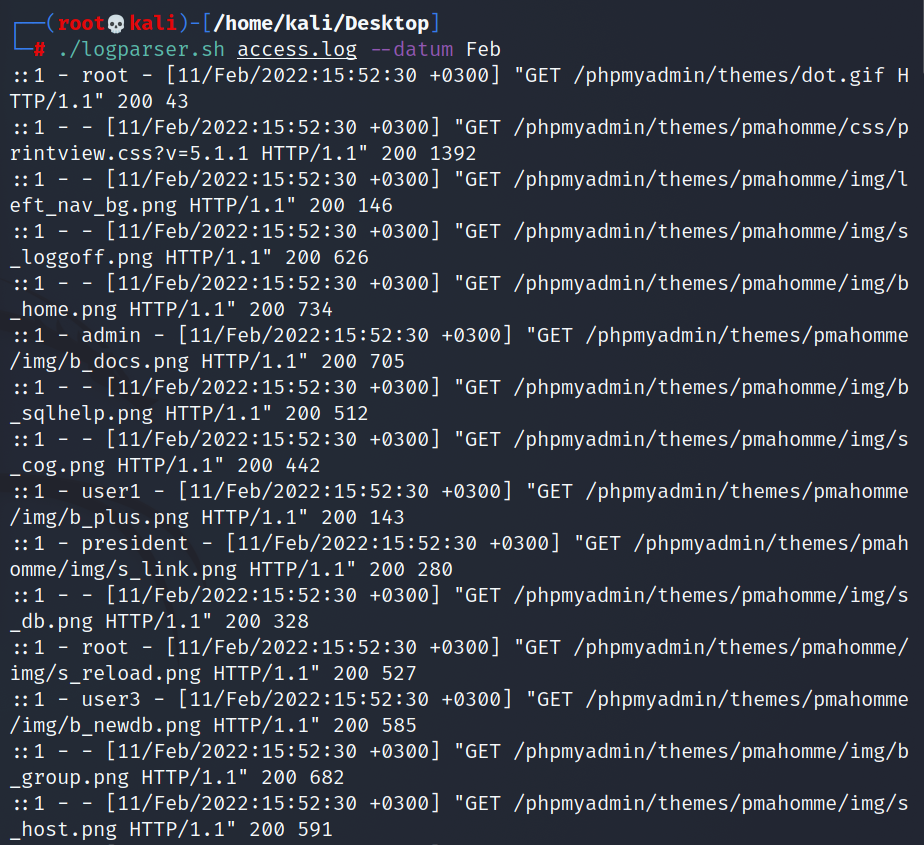 ┌──(root💀kali)-[/home/kali/Desktop]
└─# ./logparser.sh access.log --datum Feb
::1 - root - [11/Feb/2022:15:52:30 +0300] "GET /phpmyadmin/themes/dot.gif H
TTP/1.1" 200 43
::1 - - [11/Feb/2022:15:52:30 +0300] "GET /phpmyadmin/themes/pmahomme/css/p
rintview.css?v=5.1.1 HTTP/1.1" 200 1392
::1 - - [11/Feb/2022:15:52:30 +0300] "GET /phpmyadmin/themes/pmahomme/img/l
eft_nav_bg.png HTTP/1.1" 200 146
::1 - - [11/Feb/2022:15:52:30 +0300] "GET /phpmyadmin/themes/pmahomme/img/s
_loggoff.png HTTP/1.1" 200 626
::1 - - [11/Feb/2022:15:52:30 +0300] "GET /phpmyadmin/themes/pmahomme/img/b
_home.png HTTP/1.1" 200 734
::1 - admin - [11/Feb/2022:15:52:30 +0300] "GET /phpmyadmin/themes/pmahomme
/img/b_docs.png HTTP/1.1" 200 705
::1 - - [11/Feb/2022:15:52:30 +0300] "GET /phpmyadmin/themes/pmahomme/img/b
_sqlhelp.png HTTP/1.1" 200 512
::1 - - [11/Feb/2022:15:52:30 +0300] "GET /phpmyadmin/themes/pmahomme/img/s
_cog.png HTTP/1.1" 200 442
::1 - user1 - [11/Feb/2022:15:52:30 +0300] "GET /phpmyadmin/themes/pmahomme
/img/b_plus.png HTTP/1.1" 200 143
::1 - president - [11/Feb/2022:15:52:30 +0300] "GET /phpmyadmin/themes/pmah
omme/img/s_link.png HTTP/1.1" 200 280
::1 - - [11/Feb/2022:15:52:30 +0300] "GET /phpmyadmin/themes/pmahomme/img/s
_db.png HTTP/1.1" 200 328
::1 - root - [11/Feb/2022:15:52:30 +0300] "GET /phpmyadmin/themes/pmahomme/
img/s_reload.png HTTP/1.1" 200 527
::1 - user3 - [11/Feb/2022:15:52:30 +0300] "GET /phpmyadmin/themes/pmahomme
/img/b_newdb.png HTTP/1.1" 200 585
::1 - - [11/Feb/2022:15:52:30 +0300] "GET /phpmyadmin/themes/pmahomme/img/b
_group.png HTTP/1.1" 200 682
::1 - - [11/Feb/2022:15:52:30 +0300] "GET /phpmyadmin/themes/pmahomme/img/s
_host.png HTTP/1.1" 200 591